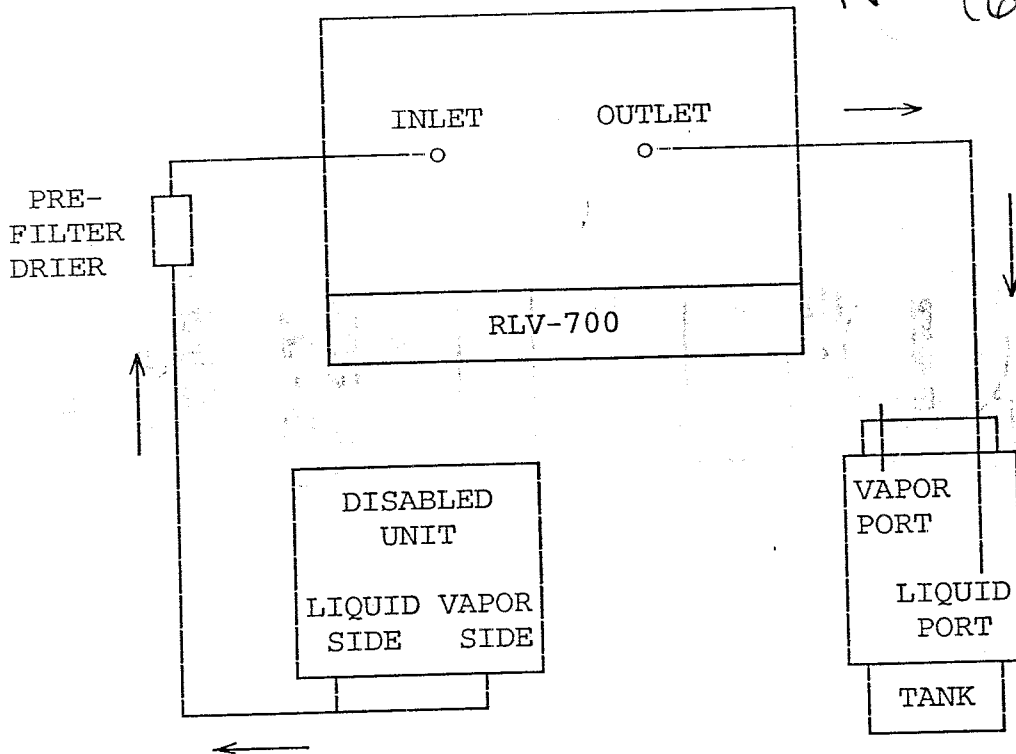 INLET
OUTLET
PRE-
FILTER
DRIER
RLV-700
DISABLED
UNIT
LIQUID VAPOR
SIDE SIDE
VAPOR
PORT
LIQUID
PORT
TANK